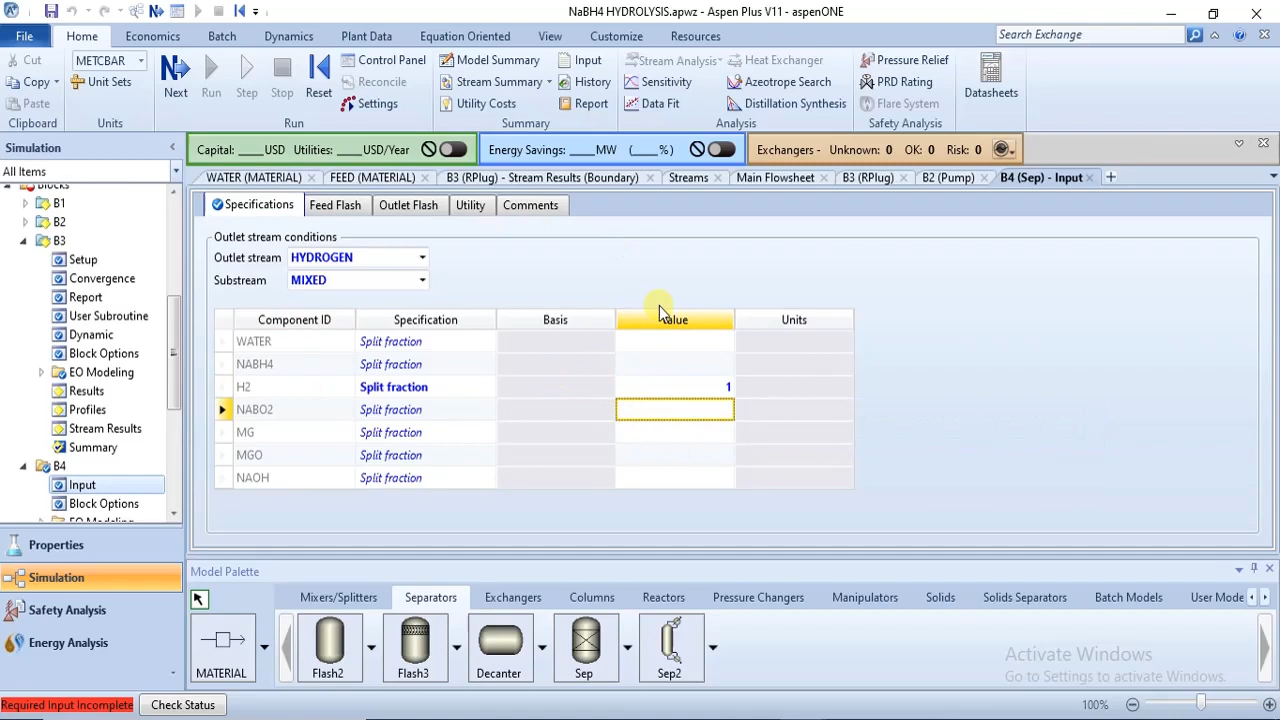 NaBH4 HYDROLYSIS.apwz - Aspen Plus V11 - aspenONE
File Home Economics Batch Dynamics Plant Data Equation Oriented View Customize Resources Search Exchange
Cut METCBAR Control Panel Model Summary Input Stream Analysis Heat Exchanger Pressure Relief
Copy Unit Sets Next Run Step Stop Reset Reconcile Stream Summary History Sensitivity Azeotrope Search PRD Rating Datasheets
Paste Settings Utility Costs Report Data Fit Distillation Synthesis Flare System
Clipboard Units Run Summary Analysis Safety Analysis
Simulation Capital: ____USD Utilities: ____USD/Year Energy Savings: ____MW (____%) Exchangers - Unknown: 0 OK: 0 Risk: 0
All Items WATER (MATERIAL) FEED (MATERIAL) B3 (RPlug) - Stream Results (Boundary) Streams Main Flowsheet B3 (RPlug) B2 (Pump) B4 (Sep) - Input
Blocks
B1
B2
B3
Setup
Convergence
Report
User Subroutine
Dynamic
Block Options
EO Modeling
Results
Profiles
Stream Results
Summary
B4
Input
Block Options
EO Modeling
Properties
Simulation
Safety Analysis
Energy Analysis
Specifications Feed Flash Outlet Flash Utility Comments
Outlet stream conditions
Outlet stream HYDROGEN
Substream MIXED
Component ID Specification Basis Value Units
WATER Split fraction
NABH4 Split fraction
H2 Split fraction 1
NABO2 Split fraction
MG Split fraction
MGO Split fraction
NAOH Split fraction
Model Palette
Mixers/Splitters Separators Exchangers Columns Reactors Pressure Changers Manipulators Solids Solids Separators Batch Models User Mode
MATERIAL Flash2 Flash3 Decanter Sep Sep2
Activate Windows
Go to Settings to activate Windows.
Required Input Incomplete Check Status 100%